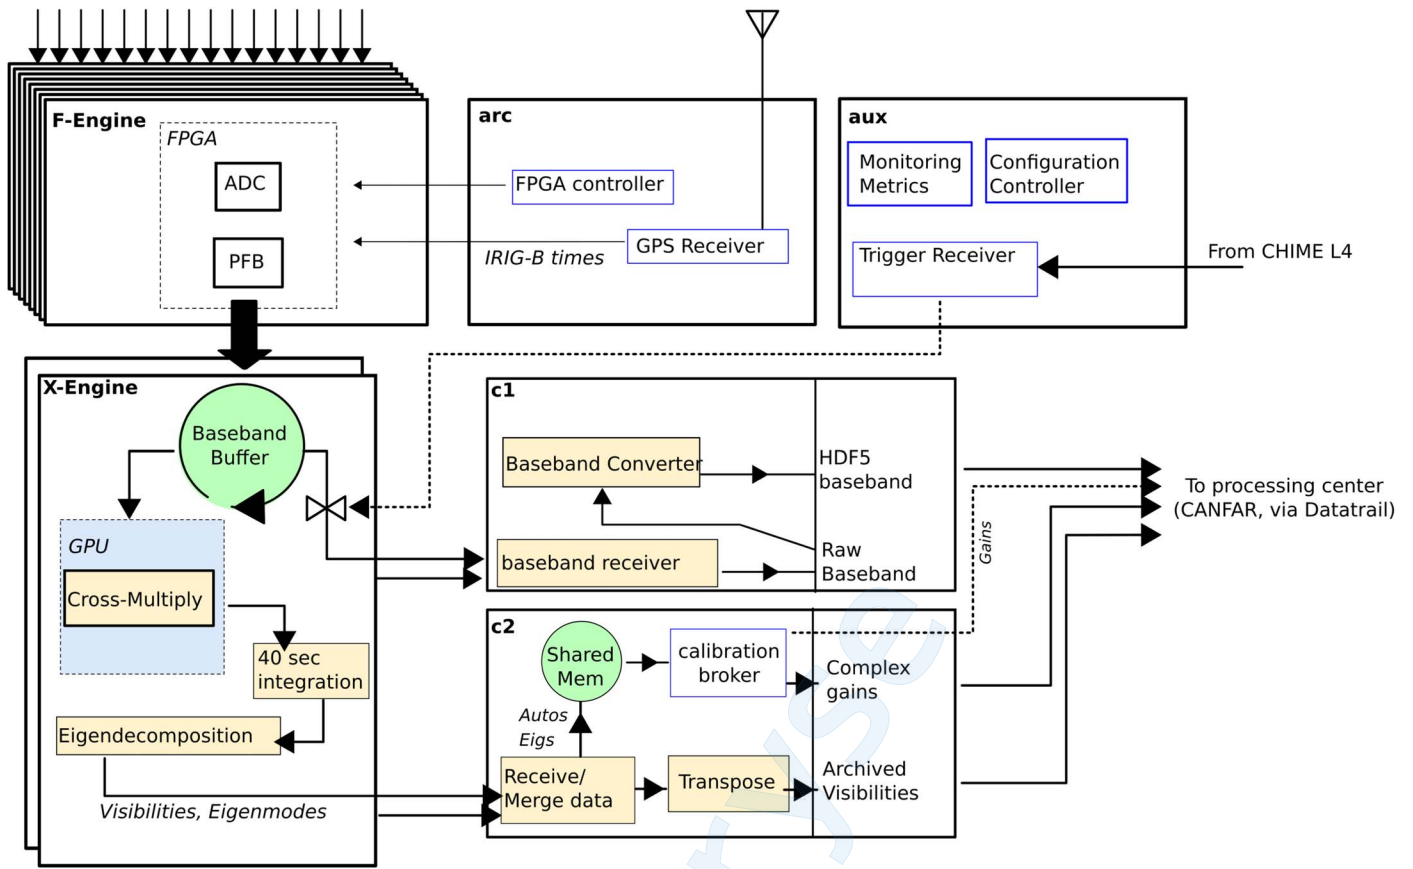 F-Engine
FPGA
ADC
PFB
arc
FPGA controller
GPS Receiver
IRIG-B times
aux
Monitoring
Metrics
Configuration
Controller
Trigger Receiver
From CHIME L4
X-Engine
Baseband
Buffer
GPU
Cross-Multiply
40 sec
integration
Eigendecomposition
Visibilities, Eigenmodes
c1
Baseband Converter
HDF5
baseband
baseband receiver
Raw
Baseband
c2
Shared
Mem
calibration
broker
Complex
gains
Autos
Eigs
Receive/
Merge data
Transpose
Archived
Visibilities
Gains
To processing center
(CANFAR, via Datatrail)
ryse